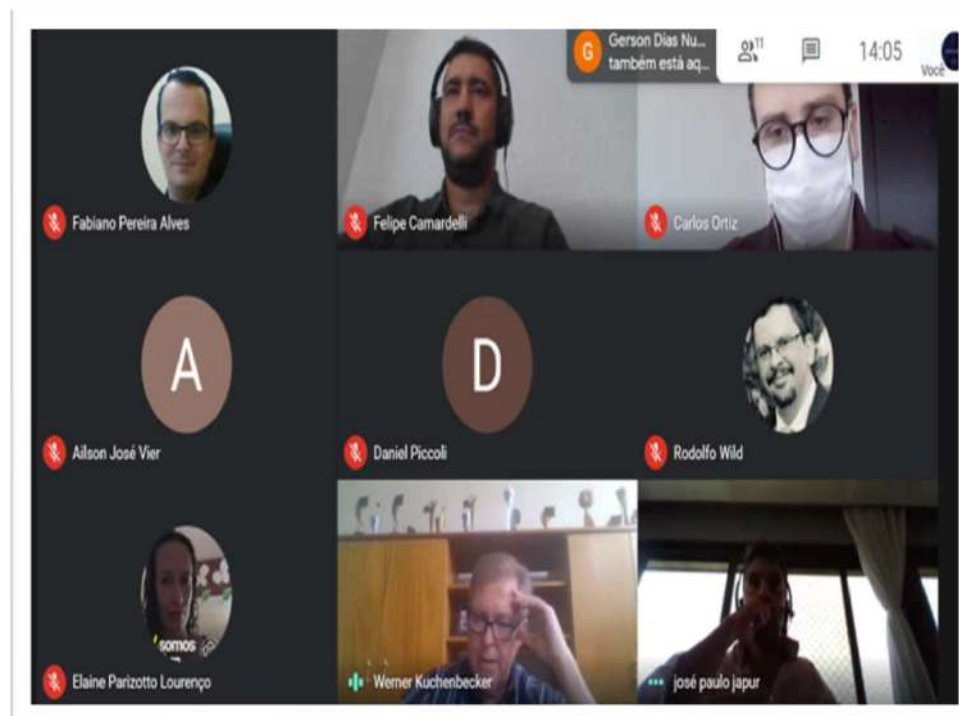 G
Gerson Dias Nu...
também está aq...
11
14:05
Você
Fabiano Pereira Alves
Felipe Camardelli
Carlos Ortiz
A
D
Ailson José Vier
Daniel Piccoli
Rodolfo Wild
somos
Elaine Parizotto Lourenço
Werner Kuchenbecker
josé paulo japur